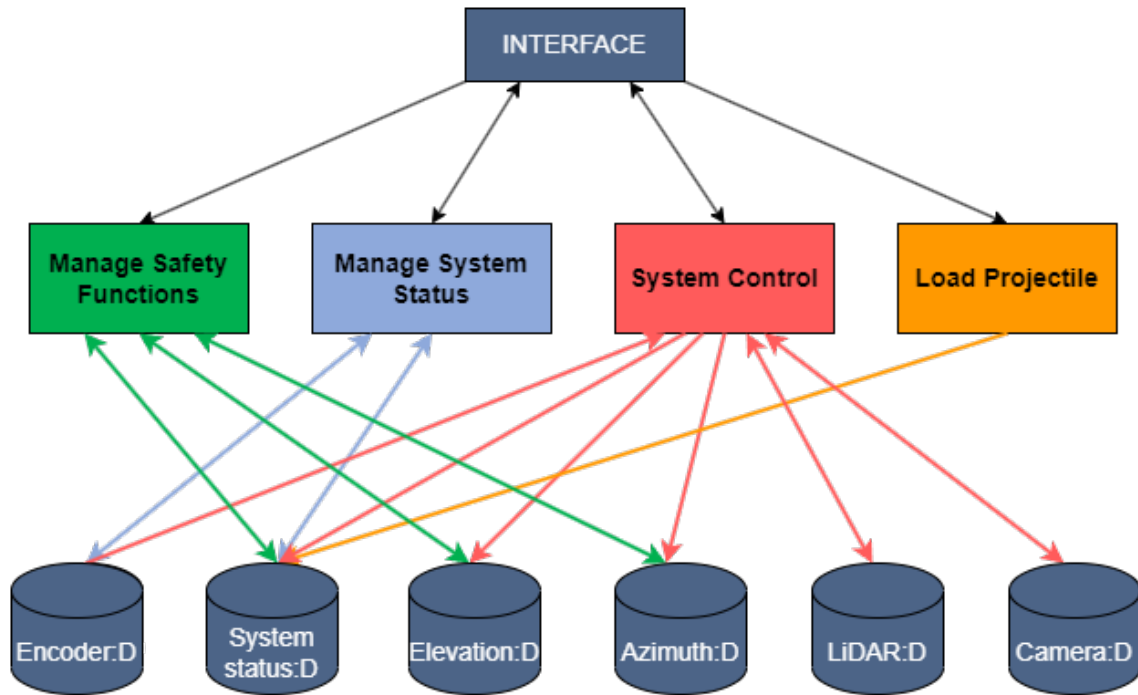 INTERFACE
Manage Safety
Functions
Manage System
Status
System Control
Load Projectile
Encoder:D
System
status:D
Elevation:D
Azimuth:D
LiDAR:D
Camera:D